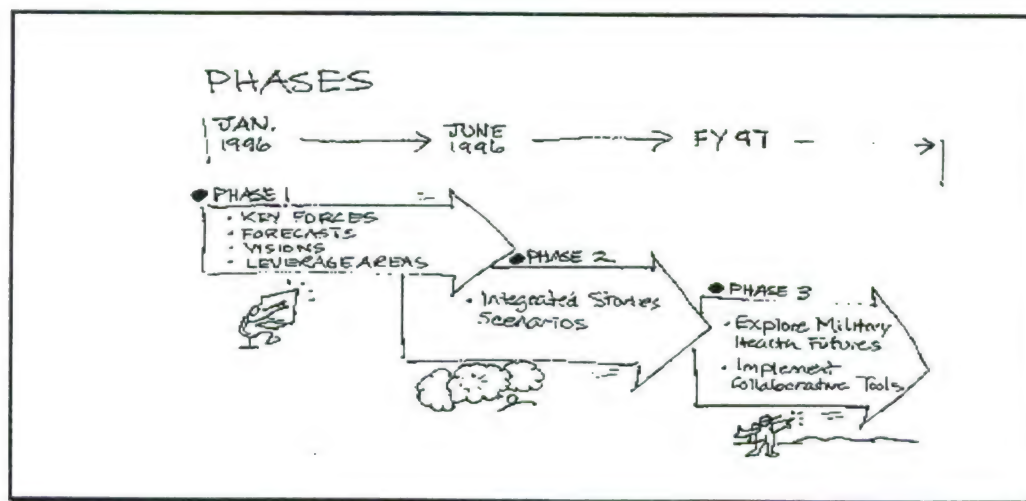 PHASES
JAN. 1996
JUNE 1996
FY 97
PHASE 1
• KEY FORCES
• FORECASTS
• VISIONS
• LEVERAGE AREAS
PHASE 2
• Integrated Stories
Scenarios
PHASE 3
• Explore Military
Health Futures
• Implement
Collaborative Tools